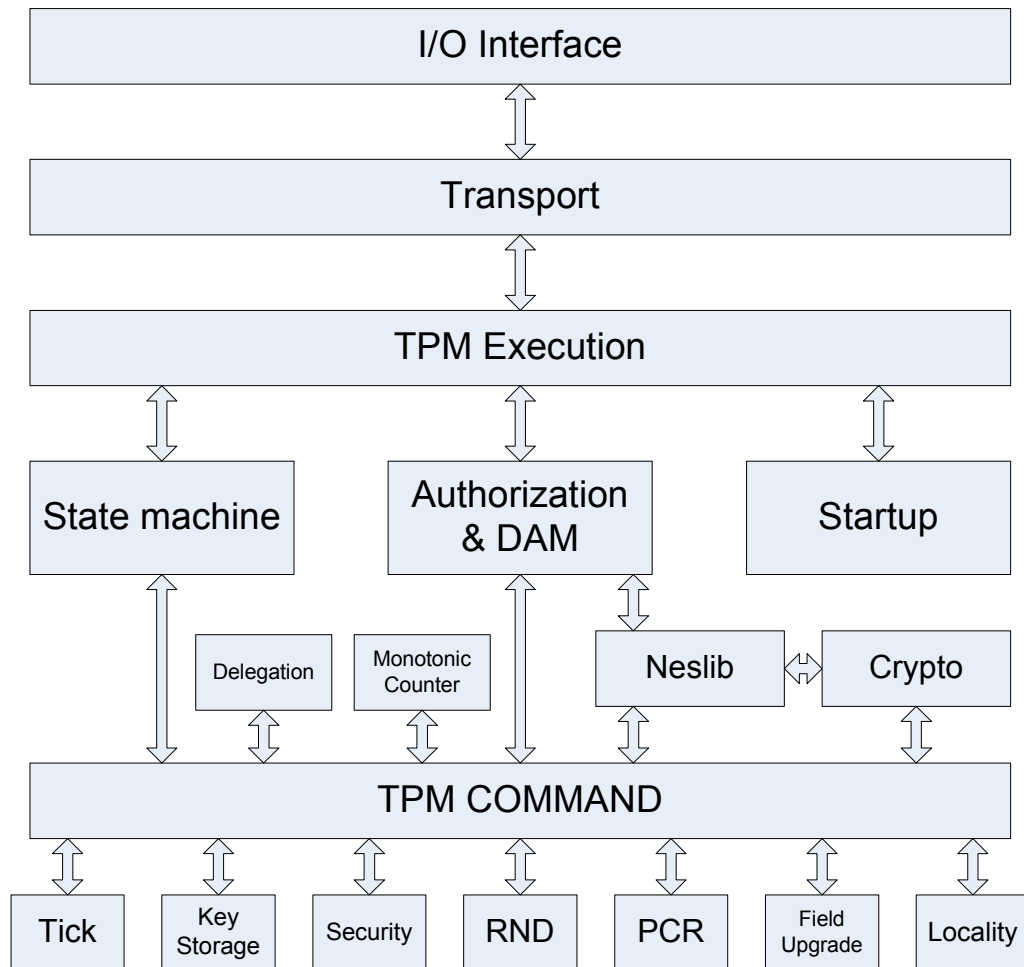 I/O Interface
Transport
TPM Execution
State machine
Authorization
& DAM
Startup
Delegation
Monotonic
Counter
Neslib
Crypto
TPM COMMAND
Tick
Key
Storage
Security
RND
PCR
Field
Upgrade
Locality